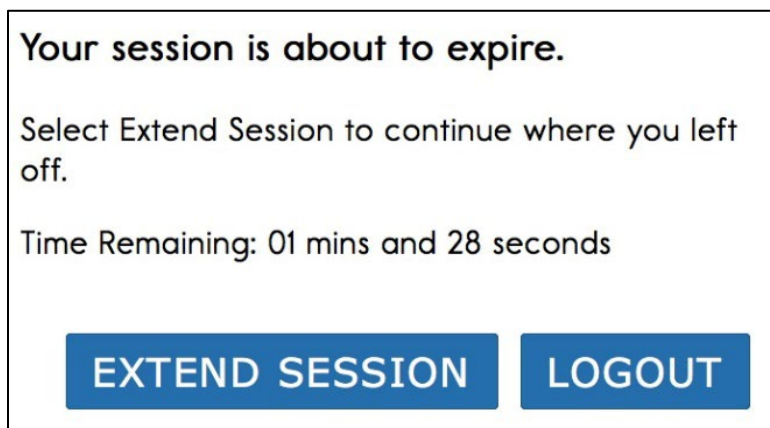 Your session is about to expire.
Select Extend Session to continue where you left
off.
Time Remaining: 01 mins and 28 seconds
EXTEND SESSION LOGOUT